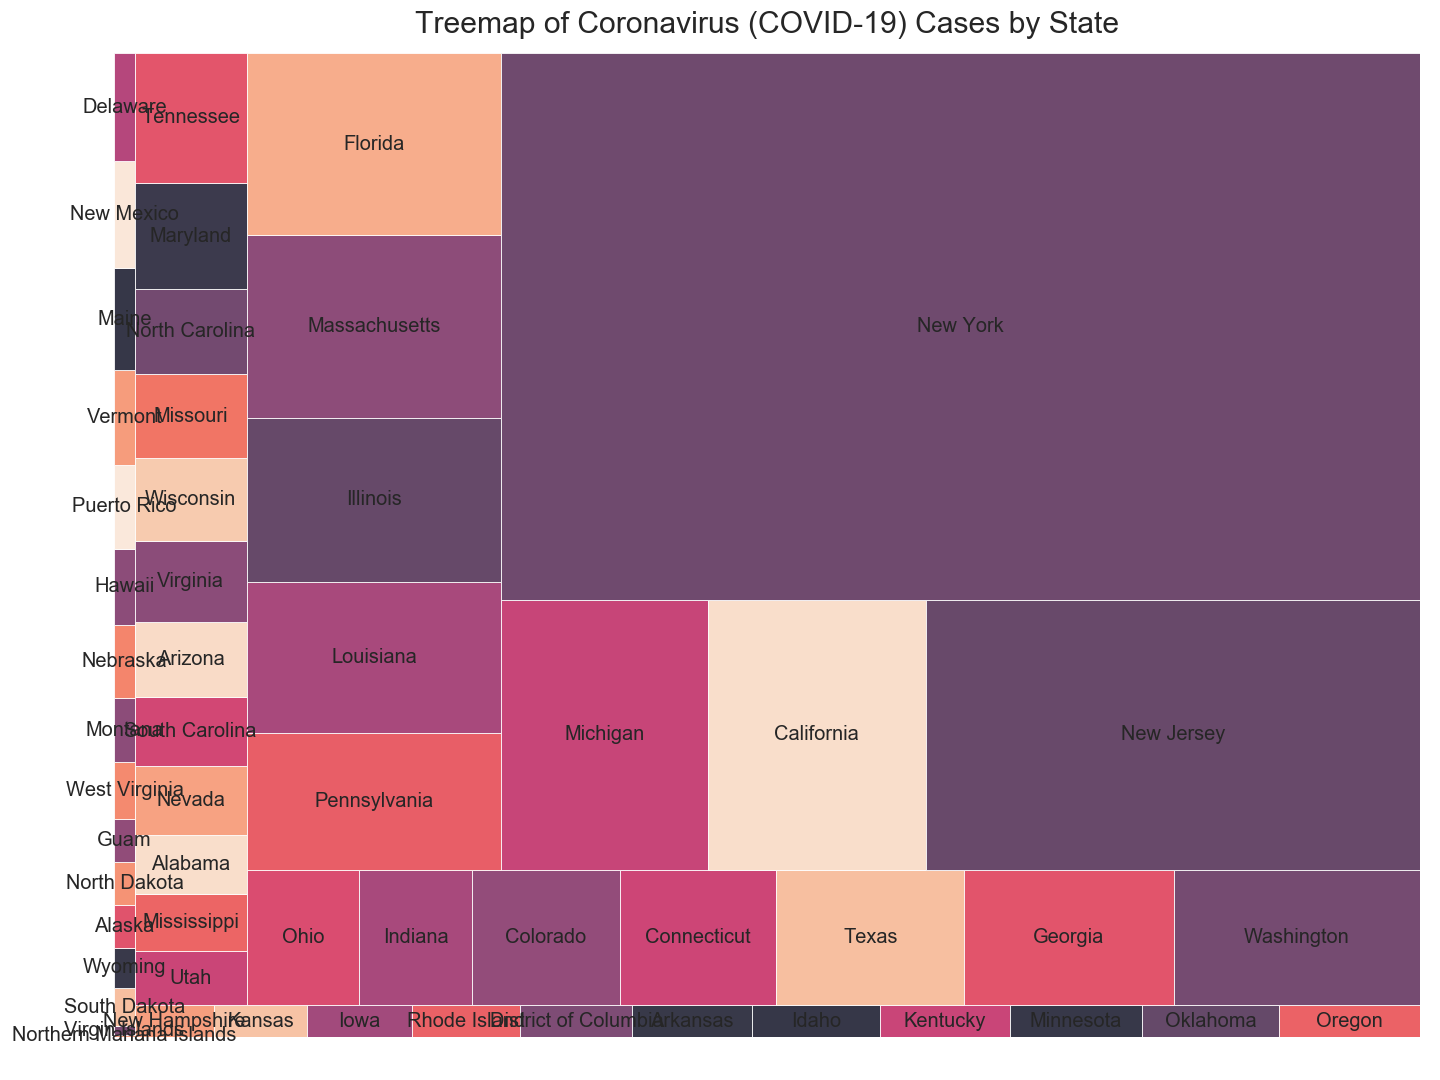 Treemap of Coronavirus (COVID-19) Cases by State
Delaware
Tennessee
Florida
New York
New Mexico
Maryland
Maine
North Carolina
Massachusetts
Vermont
Missouri
Puerto Rico
Wisconsin
Illinois
Hawaii
Virginia
Nebraska
Arizona
Louisiana
Montana
South Carolina
Michigan
California
New Jersey
West Virginia
Nevada
Pennsylvania
Guam
Alabama
North Dakota
Alaska
Mississippi
Ohio
Indiana
Colorado
Connecticut
Texas
Georgia
Washington
Wyoming
Utah
South Dakota
Virgin Islands
Northern Mariana Islands
New Hampshire
Kansas
Iowa
Rhode Island
District of Columbia
Arkansas
Idaho
Kentucky
Minnesota
Oklahoma
Oregon